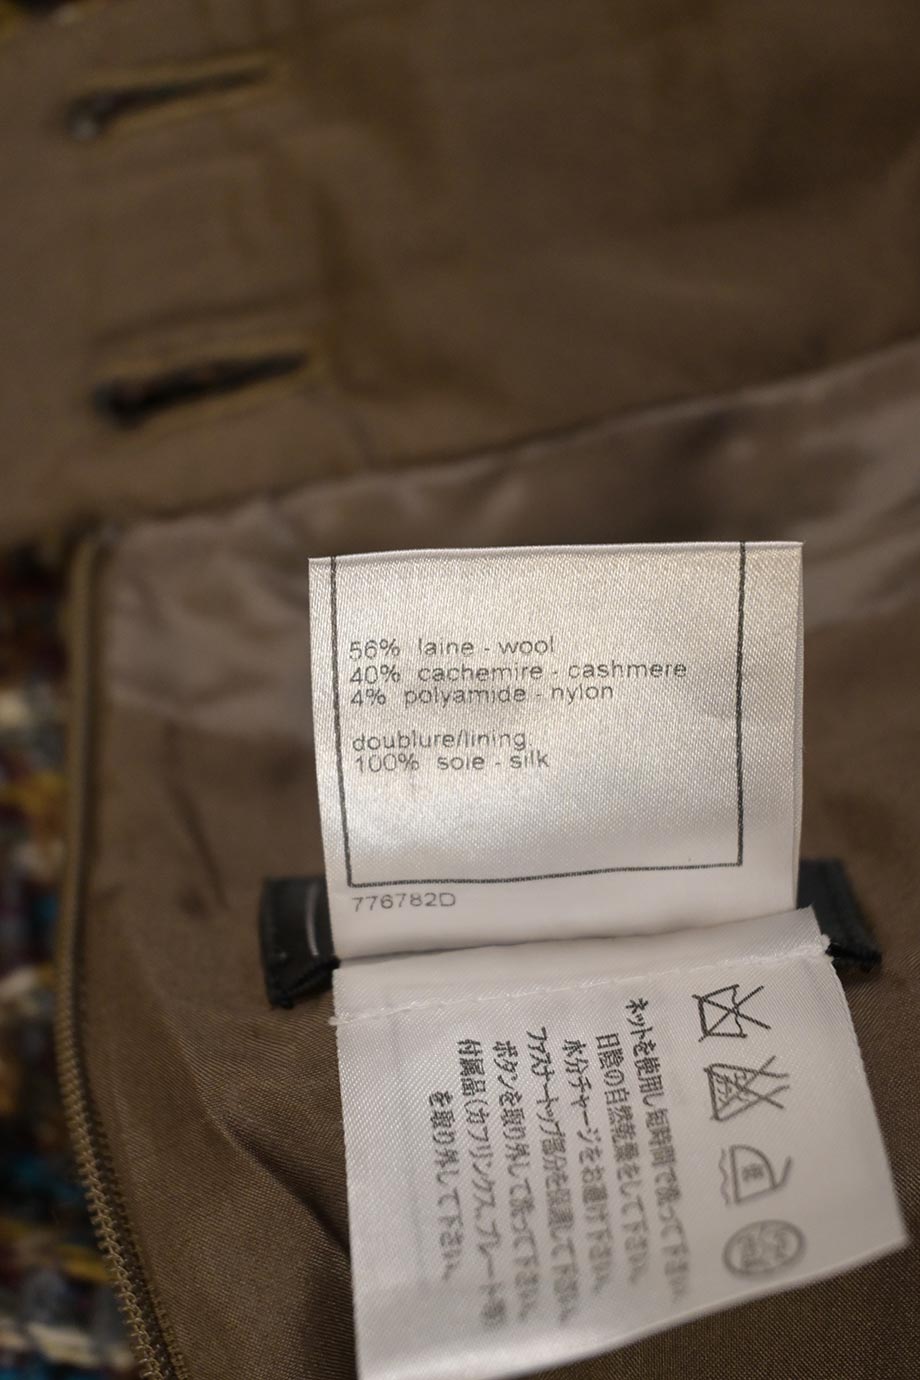 56% laine - wool
40% cachemire - cashmere
4% polyamide - nylon
doublure/lining
100% soie - silk
776782D
ネットを使用し短時間で洗って下さい。
日陰の自然乾燥をして下さい。
水分チャージをお避け下さい。
ファスナートップ部分を保護して下さい。
ボタンを取り外して洗って下さい。
付属品(カフリンクス、プレート等)
を取り外して下さい。